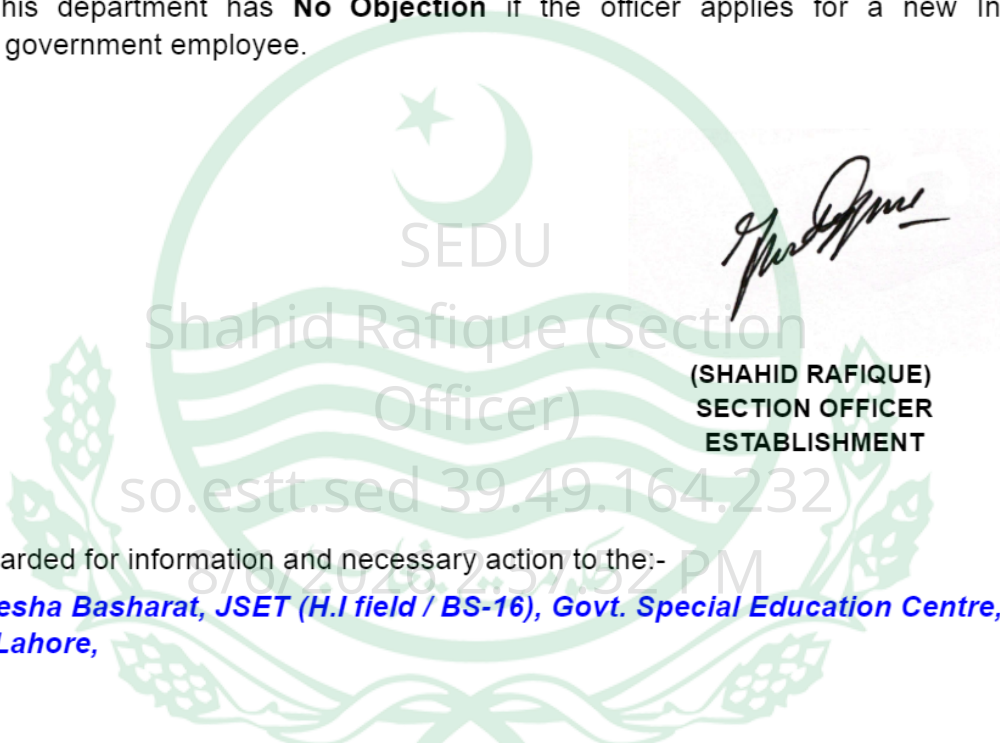 his department has No Objection if the officer applies for a new In
government employee.
SEDU
Shahid Rafique (Section
Officer)
(SHAHID RAFIQUE)
SECTION OFFICER
ESTABLISHMENT
so.estt.sed 39.49.164.232
arded for information and necessary action to the:-
PM
esha Basharat, JSET (H.I field / BS-16), Govt. Special Education Centre,
Lahore,